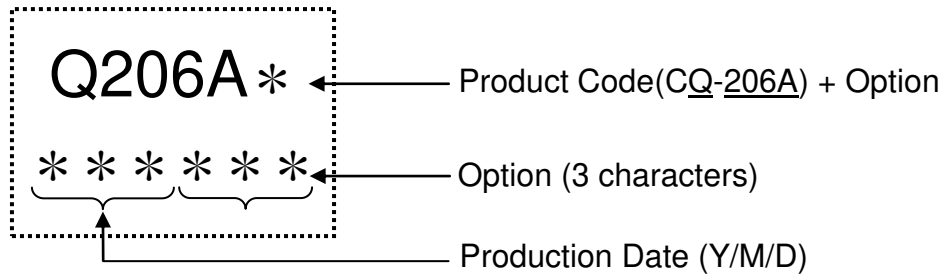 Q206A* Product Code(CQ-206A) + Option
* * * * * * Option (3 characters)
Production Date (Y/M/D)